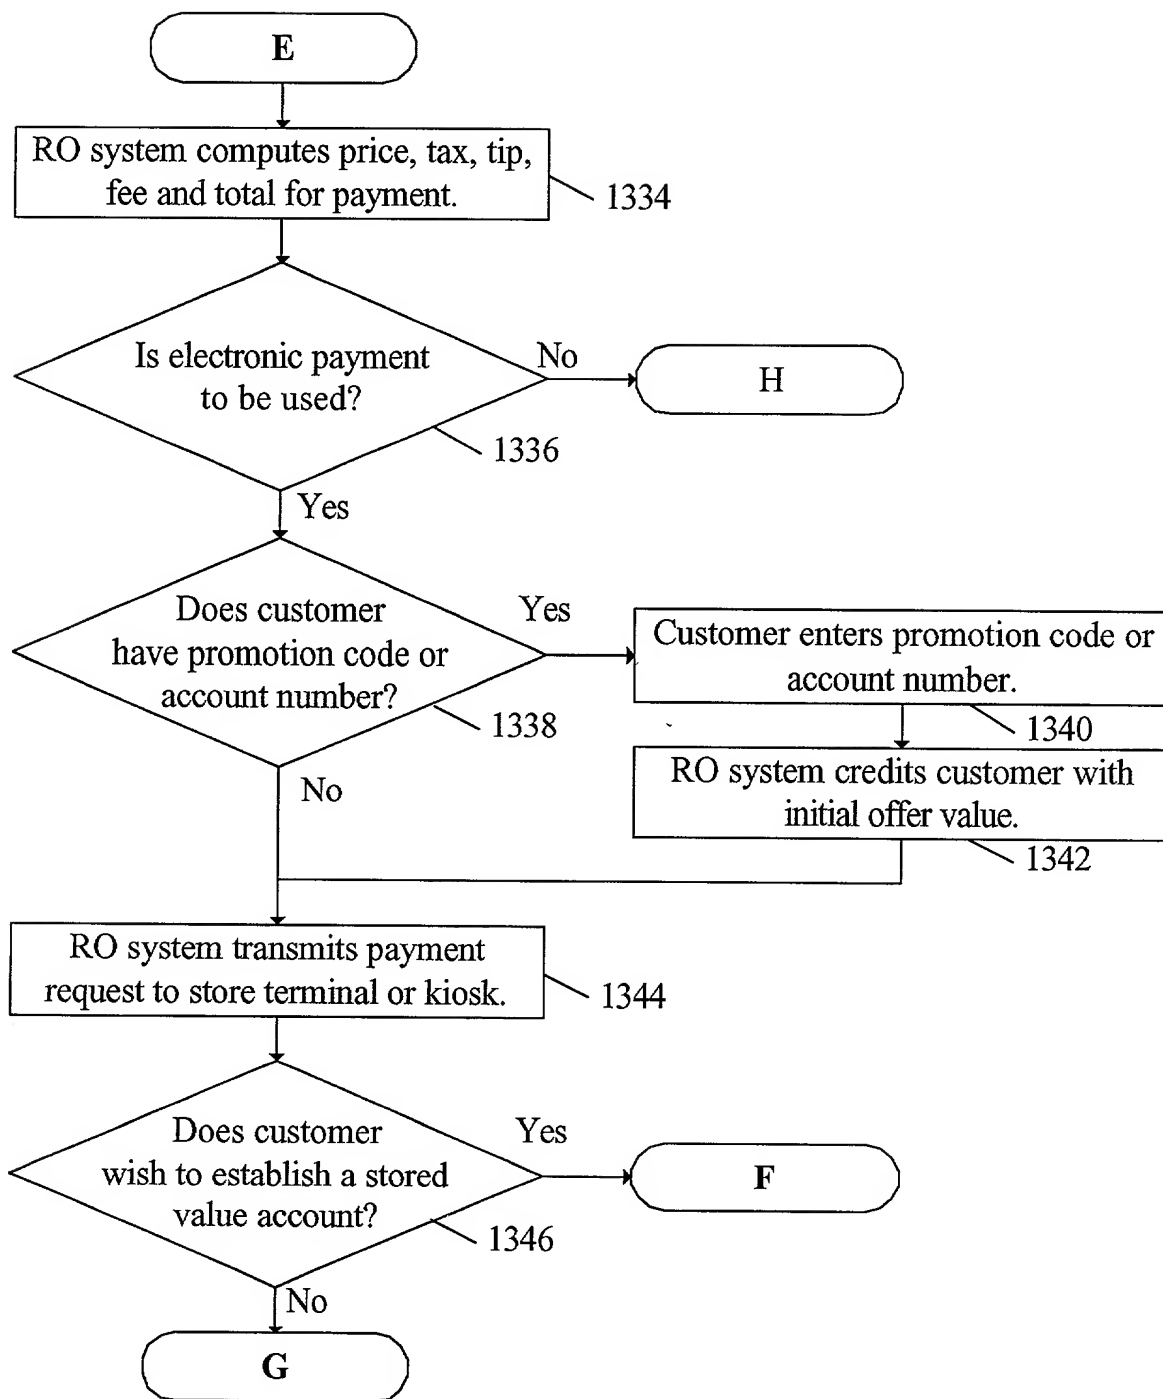 E
RO system computes price, tax, tip,
fee and total for payment.
1334
Is electronic payment
to be used?
No
H
1336
Yes
Does customer
have promotion code or
account number?
Yes
1338
Customer enters promotion code or
account number.
1340
RO system credits customer with
initial offer value.
1342
No
RO system transmits payment
request to store terminal or kiosk.
1344
Does customer
wish to establish a stored
value account?
Yes
F
1346
No
G